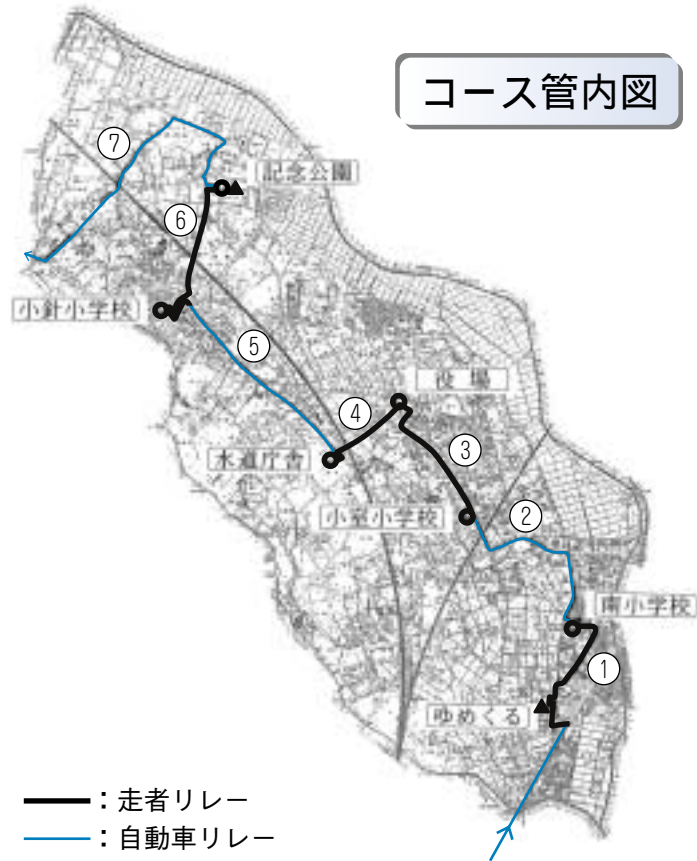 コース管内図
⑦
記念公園
⑥
小針小学校
⑤
役場
④
③
水道庁舎
小室小学校
②
南小学校
①
ゆめくる
：走者リレー
：自動車リレー